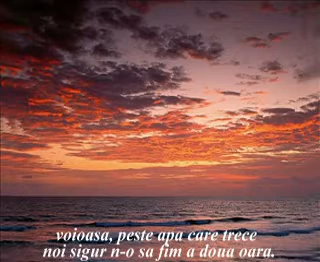 voioasa, peste apa care trece
noi sigur n-o sa fim a doua oara.